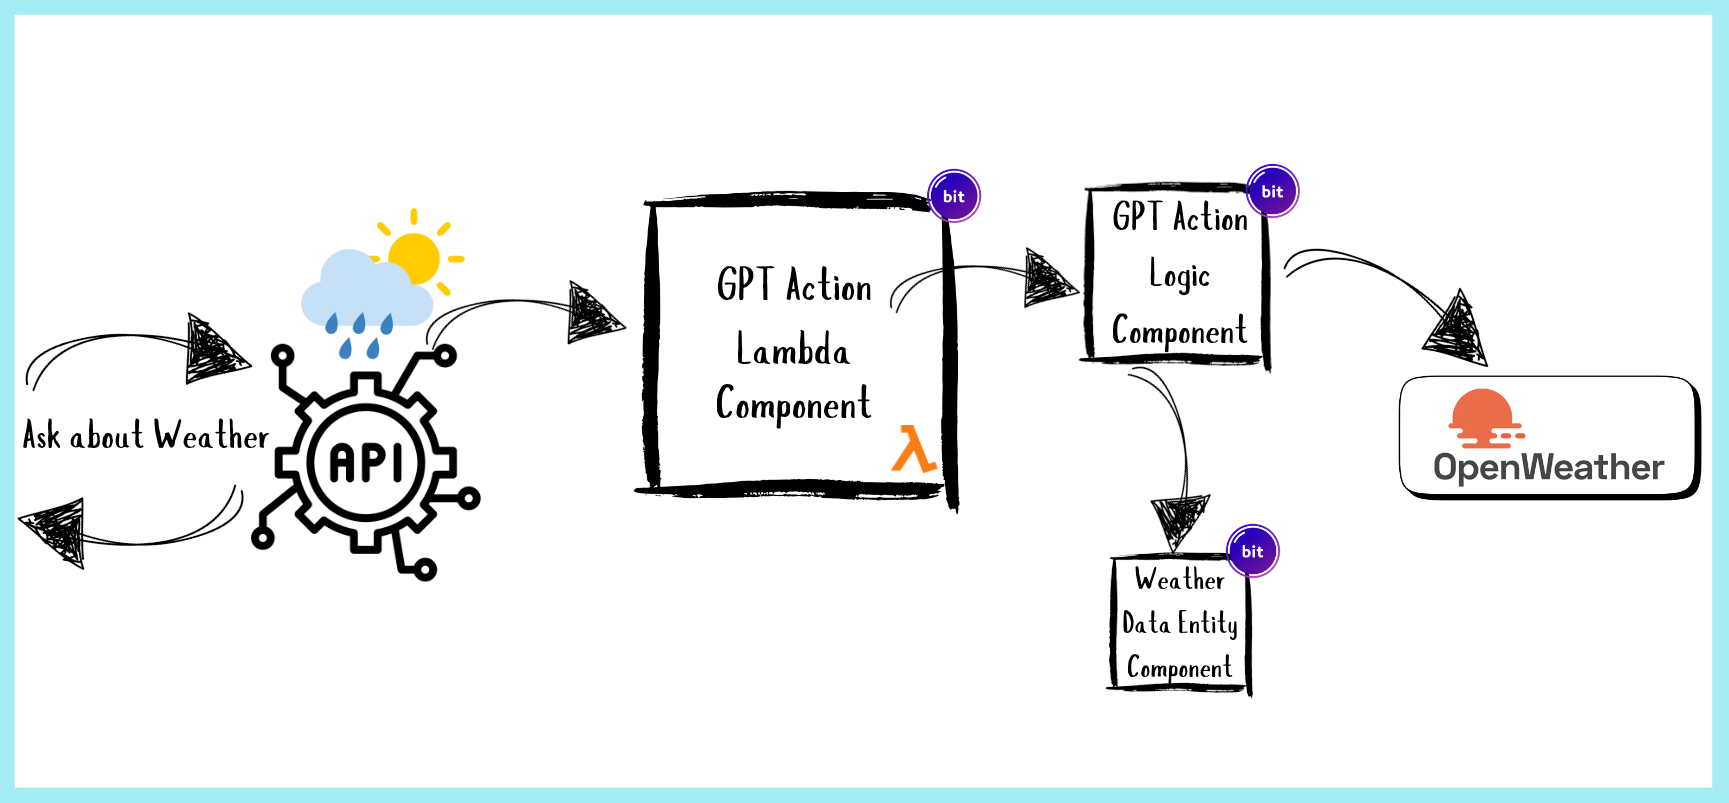 Ask about Weather
API
GPT Action
Lambda
Component
bit
GPT Action
Logic
Component
bit
OpenWeather
Weather
Data Entity
Component
bit